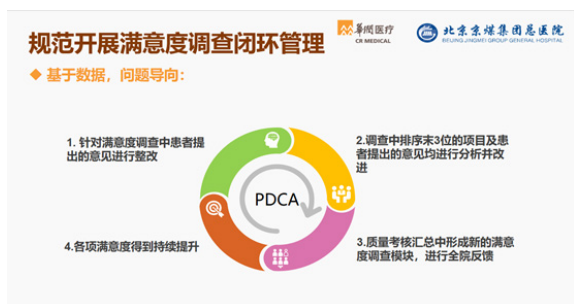 规范开展满意度调查闭环管理
華潤医疗
CR MEDICAL
北京京煤集团总医院
BEIJING JINGMEI GROUP GENERAL HOSPITAL
基于数据，问题导向：
1. 针对满意度调查中患者提
出的意见进行整改
2.调查中排序末3位的项目及患
者提出的意见均进行分析并改
进
PDCA
4.各项满意度得到持续提升
3.质量考核汇总中形成新的满意
度调查模块，进行全院反馈